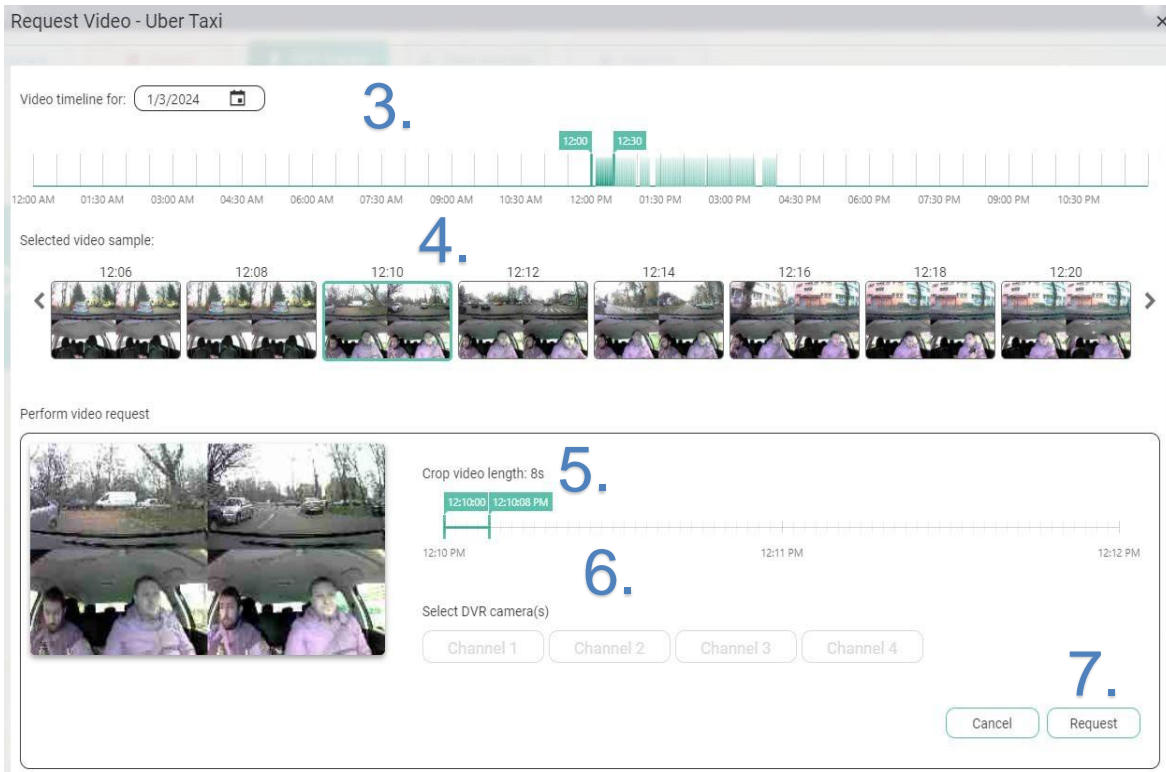 Request Video - Uber Taxi ×
Video timeline for: 1/3/2024
3.
12:00 12:30
12:00 AM 01:30 AM 03:00 AM 04:30 AM 06:00 AM 07:30 AM 09:00 AM 10:30 AM 12:00 PM 01:30 PM 03:00 PM 04:30 PM 06:00 PM 07:30 PM 09:00 PM 10:30 PM
4.
Selected video sample:
12:06 12:08 12:10 12:12 12:14 12:16 12:18 12:20
Perform video request
Crop video length: 8s 5.
12:10:00 12:10:08 PM
12:10 PM 12:11 PM 12:12 PM
6.
Select DVR camera(s)
Channel 1 Channel 2 Channel 3 Channel 4
7.
Cancel Request